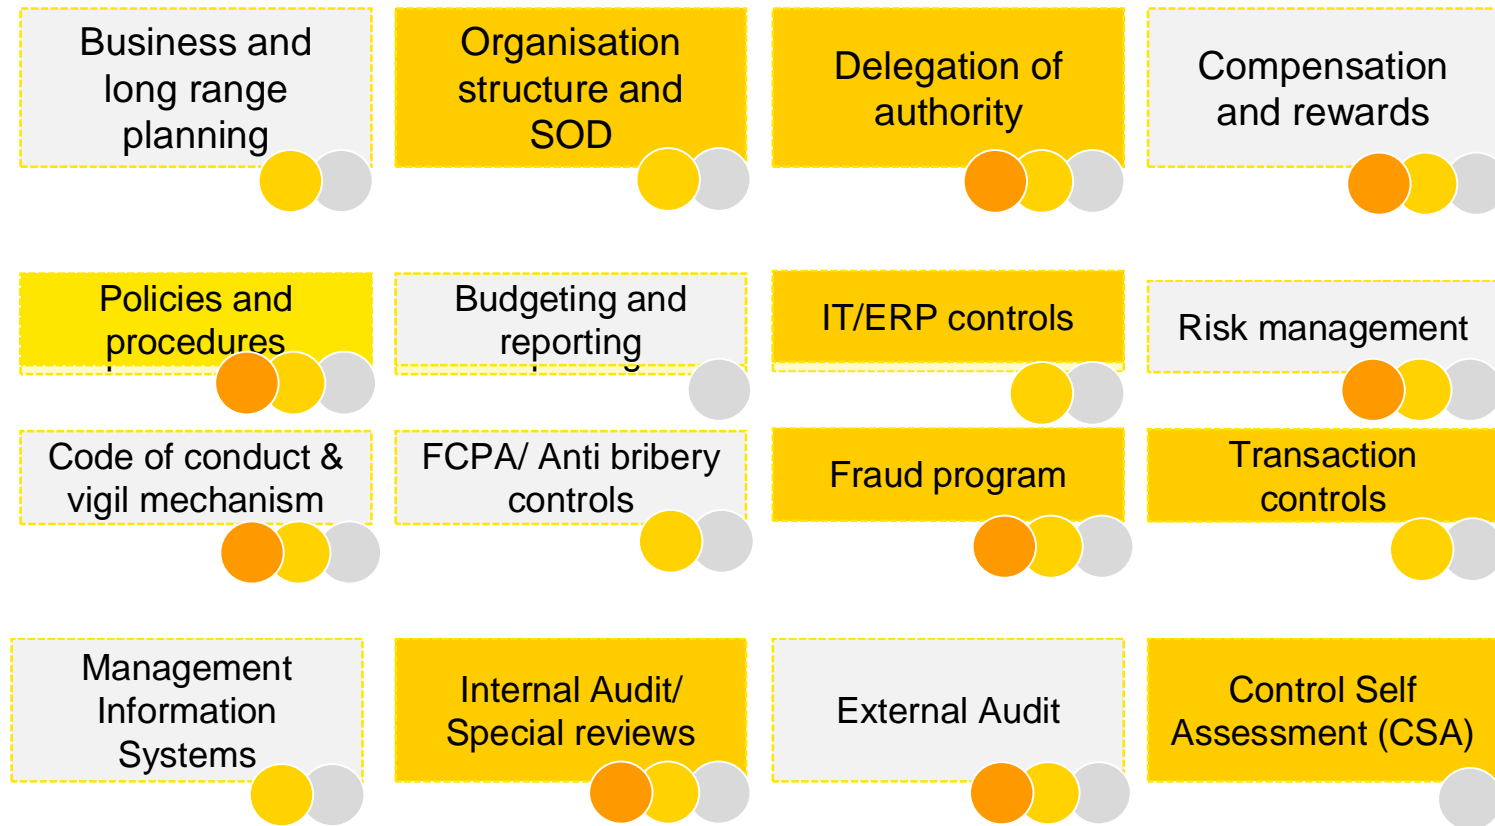 Business and
long range
planning
Organisation
structure and
SOD
Delegation of
authority
Compensation
and rewards
Policies and
procedures
Budgeting and
reporting
IT/ERP controls
Risk management
Code of conduct &
vigil mechanism
FCPA/ Anti bribery
controls
Fraud program
Transaction
controls
Management
Information
Systems
Internal Audit/
Special reviews
External Audit
Control Self
Assessment (CSA)